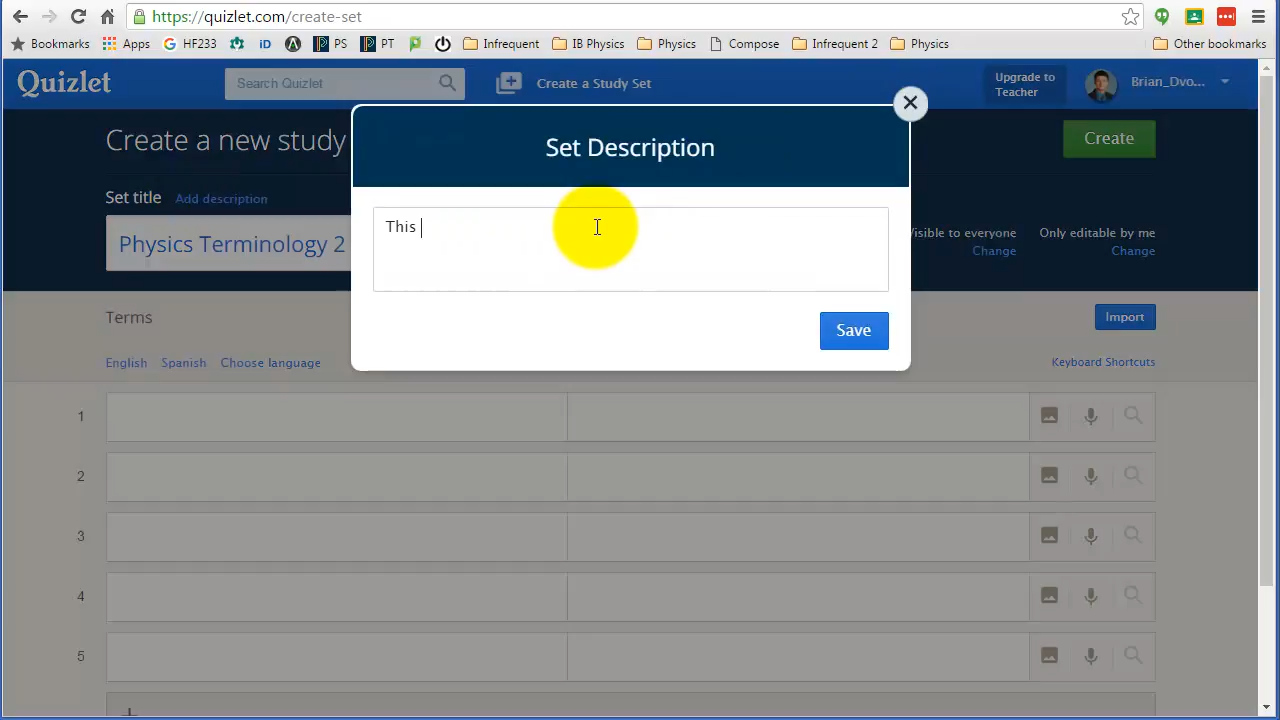 https://quizlet.com/create-set
Bookmarks Apps HF233 iD PS PT Infrequent IB Physics Physics Compose Infrequent 2 Physics Other bookmarks
Quizlet Search Quizlet Create a Study Set Upgrade to Teacher Brian_Dvo...
Create a new study Create
Set Description
Set title Add description
This
Physics Terminology 2
Visible to everyone Only editable by me
Change Change
Save
Terms Import
English Spanish Choose language Keyboard Shortcuts
1
2
3
4
5